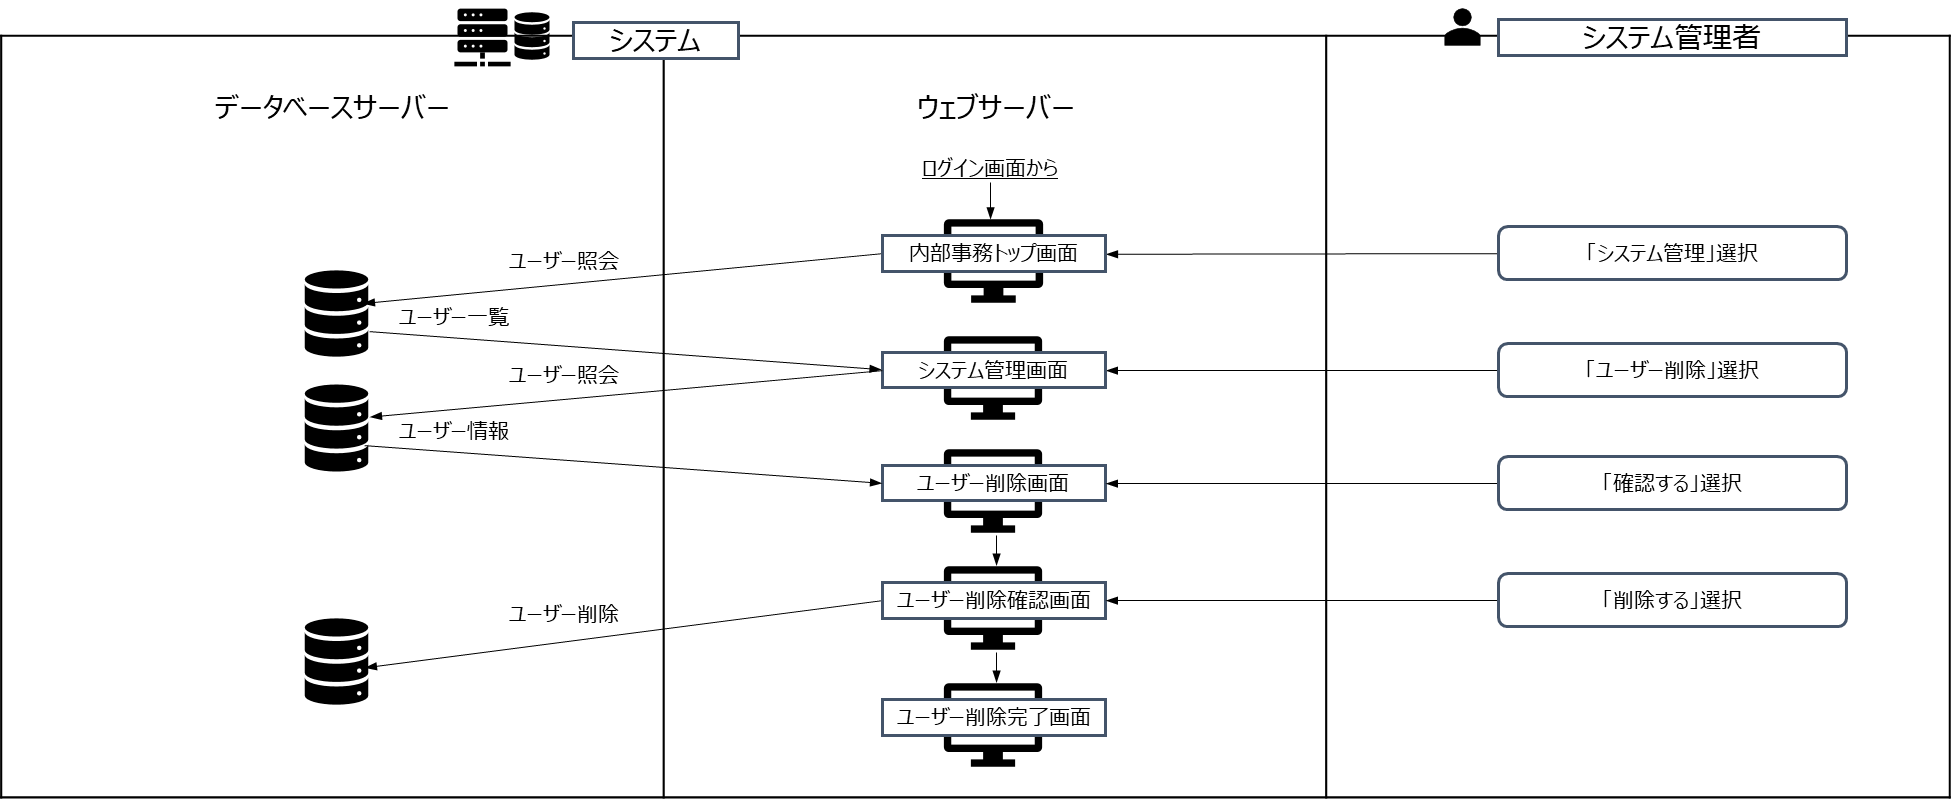 システム
システム管理者
データベースサーバー
ウェブサーバー
ログイン画面から
内部事務トップ画面
「システム管理」選択
ユーザー照会
ユーザー一覧
システム管理画面
「ユーザー削除」選択
ユーザー照会
ユーザー情報
ユーザー削除画面
「確認する」選択
ユーザー削除確認画面
「削除する」選択
ユーザー削除
ユーザー削除完了画面